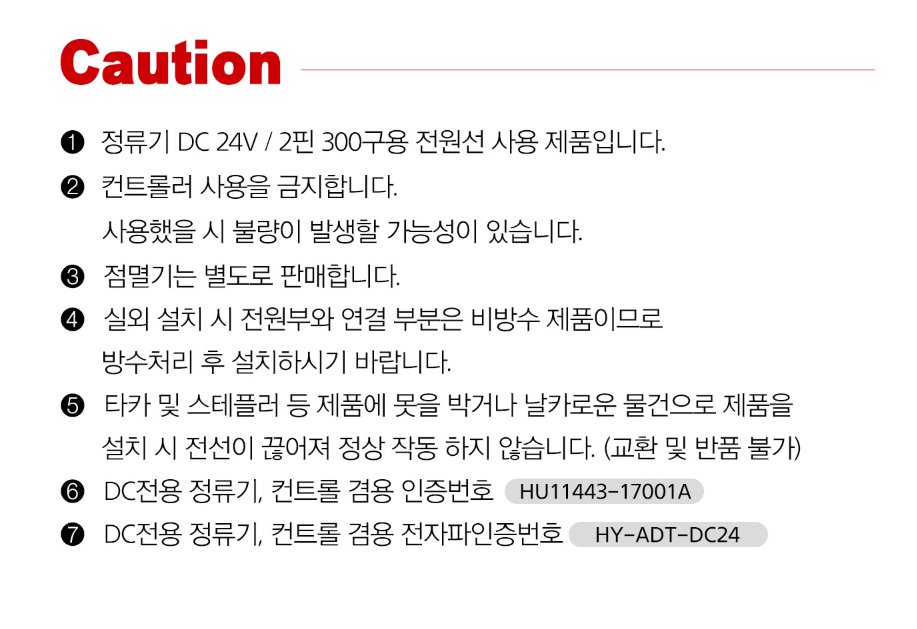 Caution
❶ 정류기 DC 24V / 2핀 300구용 전원선 사용 제품입니다.
❷ 컨트롤러 사용을 금지합니다.
사용했을 시 불량이 발생할 가능성이 있습니다.
❸ 점멸기는 별도로 판매합니다.
❹ 실외 설치 시 전원부와 연결 부분은 비방수 제품이므로
방수처리 후 설치하시기 바랍니다.
❺ 타카 및 스테플러 등 제품에 못을 박거나 날카로운 물건으로 제품을
설치 시 전선이 끊어져 정상 작동 하지 않습니다. (교환 및 반품 불가)
❻ DC전용 정류기, 컨트롤 겸용 인증번호 HU11443-17001A
❼ DC전용 정류기, 컨트롤 겸용 전자파인증번호 HY-ADT-DC24